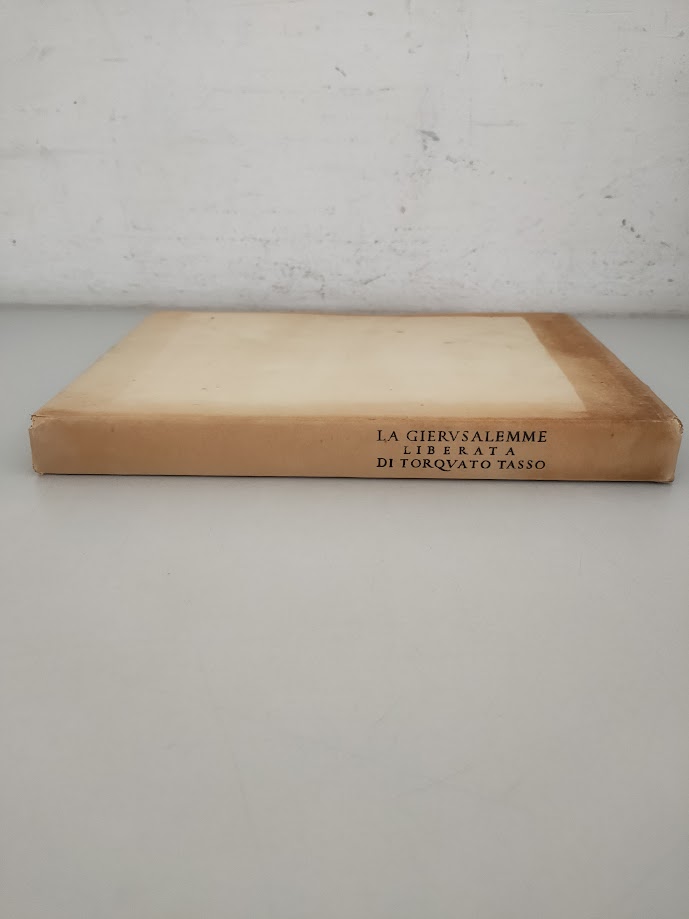 LA GIERVSALEMME
LIBERATA
DI TORQVATO TASSO